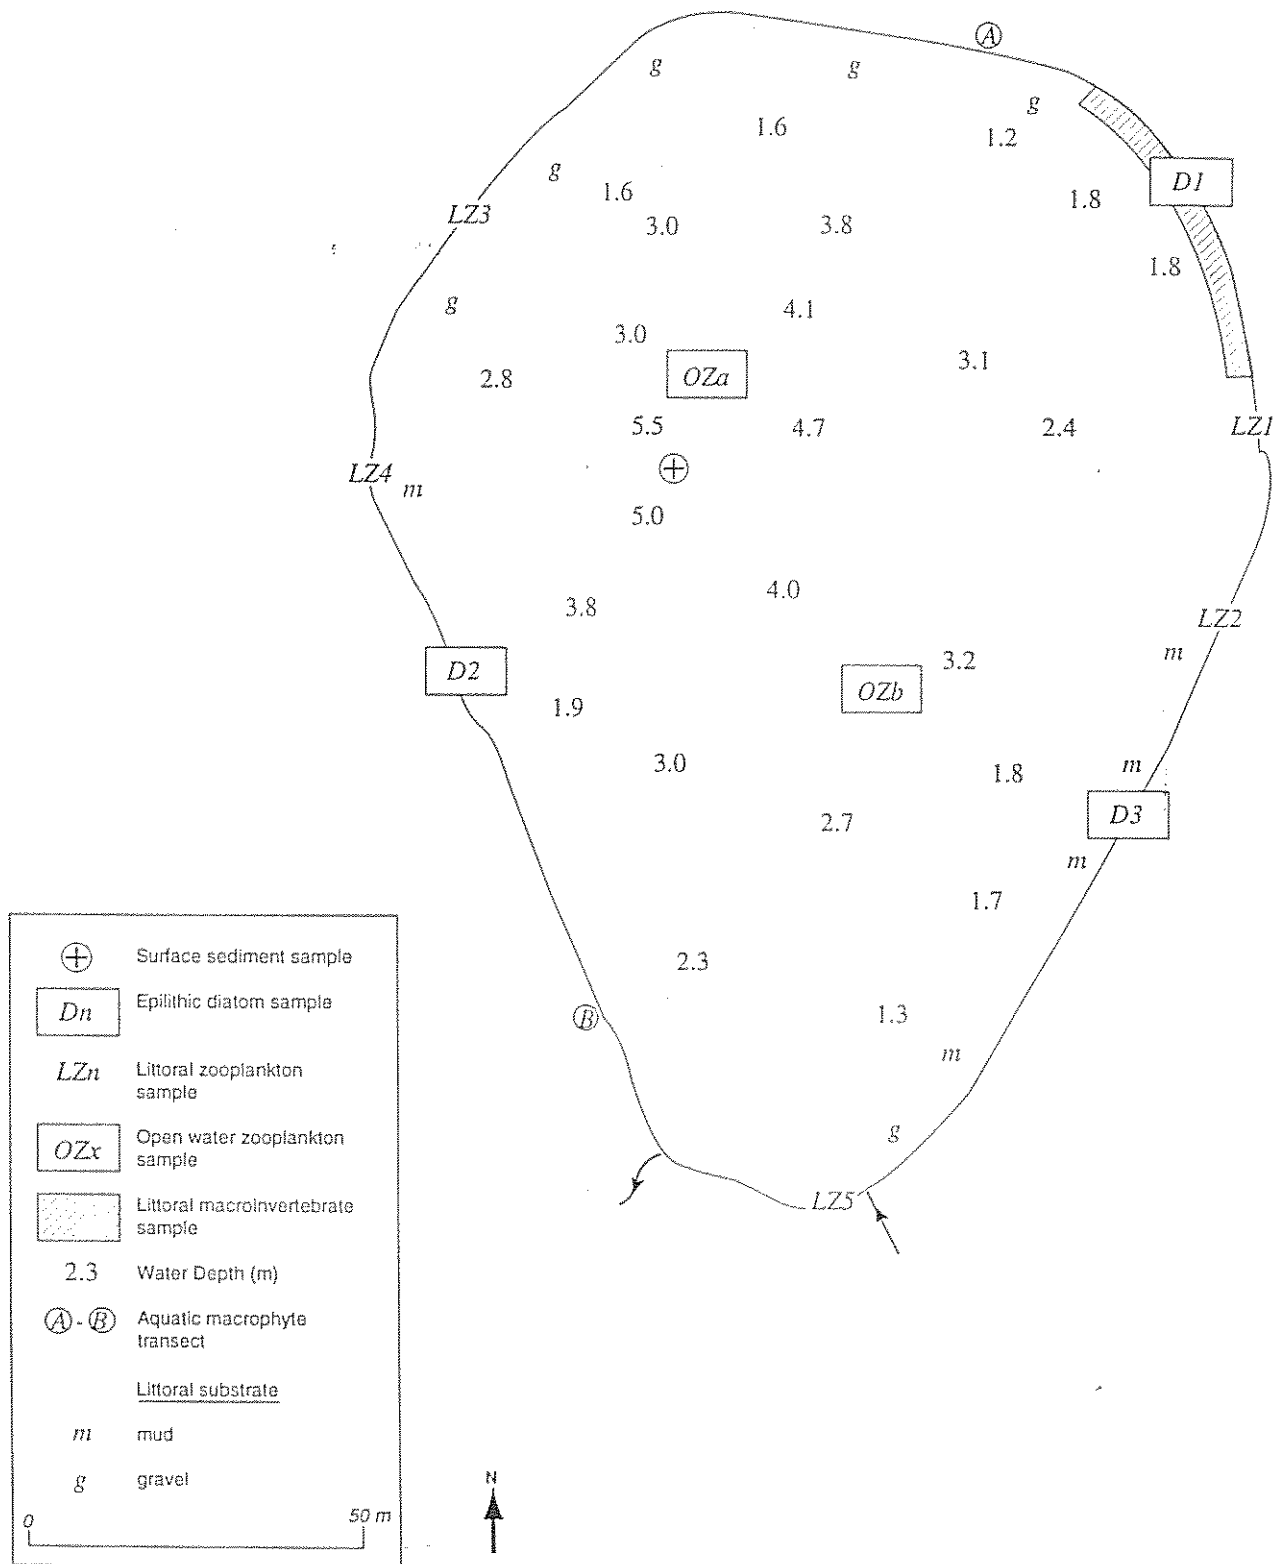 A
g
g
g
1.6
1.2
D1
g
1.6
1.8
LZ3
3.0
3.8
1.8
g
4.1
3.0
3.1
2.8
OZa
5.5
4.7
2.4
LZ1
LZ4
m
5.0
4.0
3.8
LZ2
m
3.2
D2
OZb
1.9
3.0
1.8
m
2.7
D3
m
1.7
2.3
B
1.3
m
g
LZ5
Surface sediment sample
Dn
Epilithic diatom sample
LZn
Littoral zooplankton
sample
OZx
Open water zooplankton
sample
Littoral macroinvertebrate
sample
2.3
Water Depth (m)
A - B
Aquatic macrophyte
transect
Littoral substrate
m
mud
g
gravel
0
50 m
N